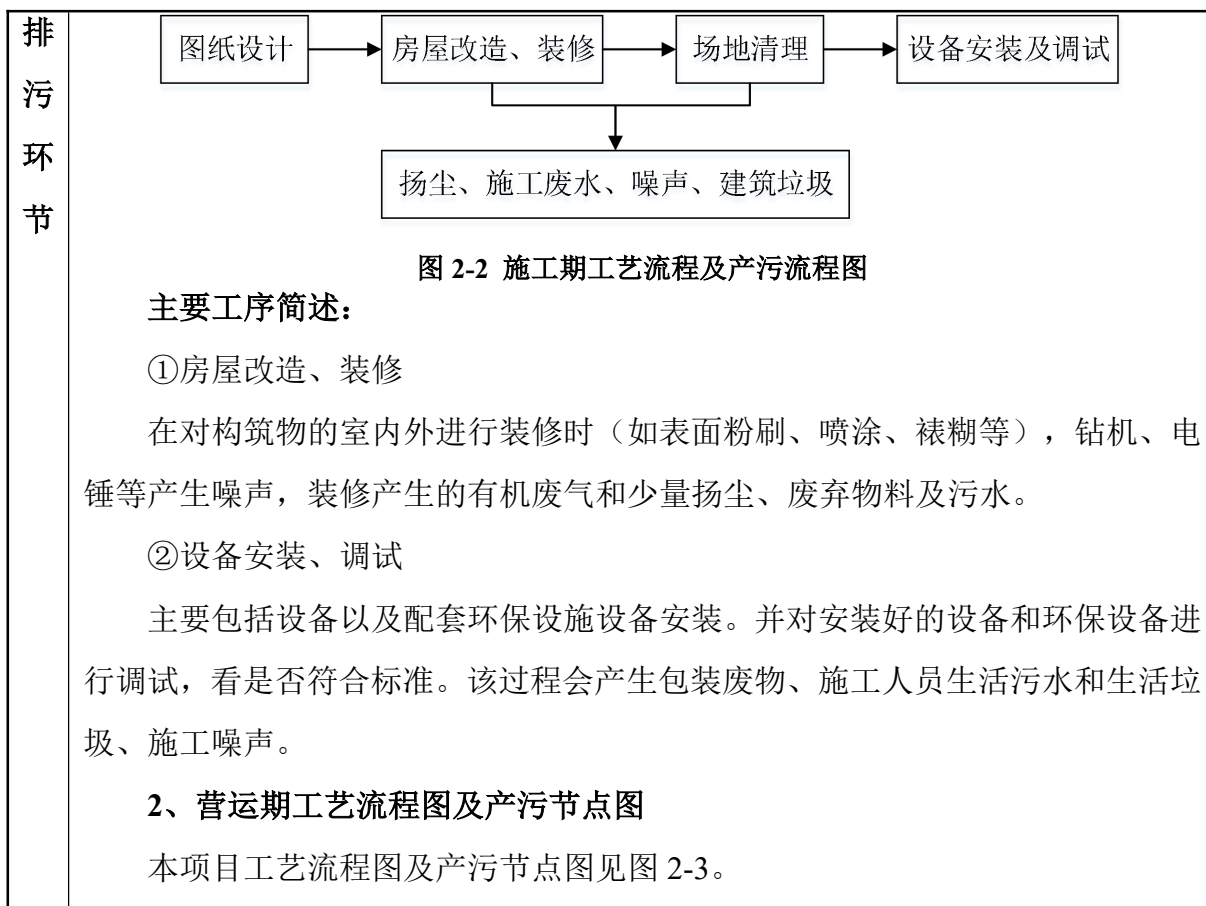 排
污
环
节
图纸设计
房屋改造、装修
场地清理
设备安装及调试
扬尘、施工废水、噪声、建筑垃圾
图 2-2 施工期工艺流程及产污流程图
主要工序简述：
①房屋改造、装修
在对构筑物的室内外进行装修时（如表面粉刷、喷涂、裱糊等），钻机、电
锤等产生噪声，装修产生的有机废气和少量扬尘、废弃物料及污水。
②设备安装、调试
主要包括设备以及配套环保设施设备安装。并对安装好的设备和环保设备进
行调试，看是否符合标准。该过程会产生包装废物、施工人员生活污水和生活垃
圾、施工噪声。
2、营运期工艺流程图及产污节点图
本项目工艺流程图及产污节点图见图 2-3。